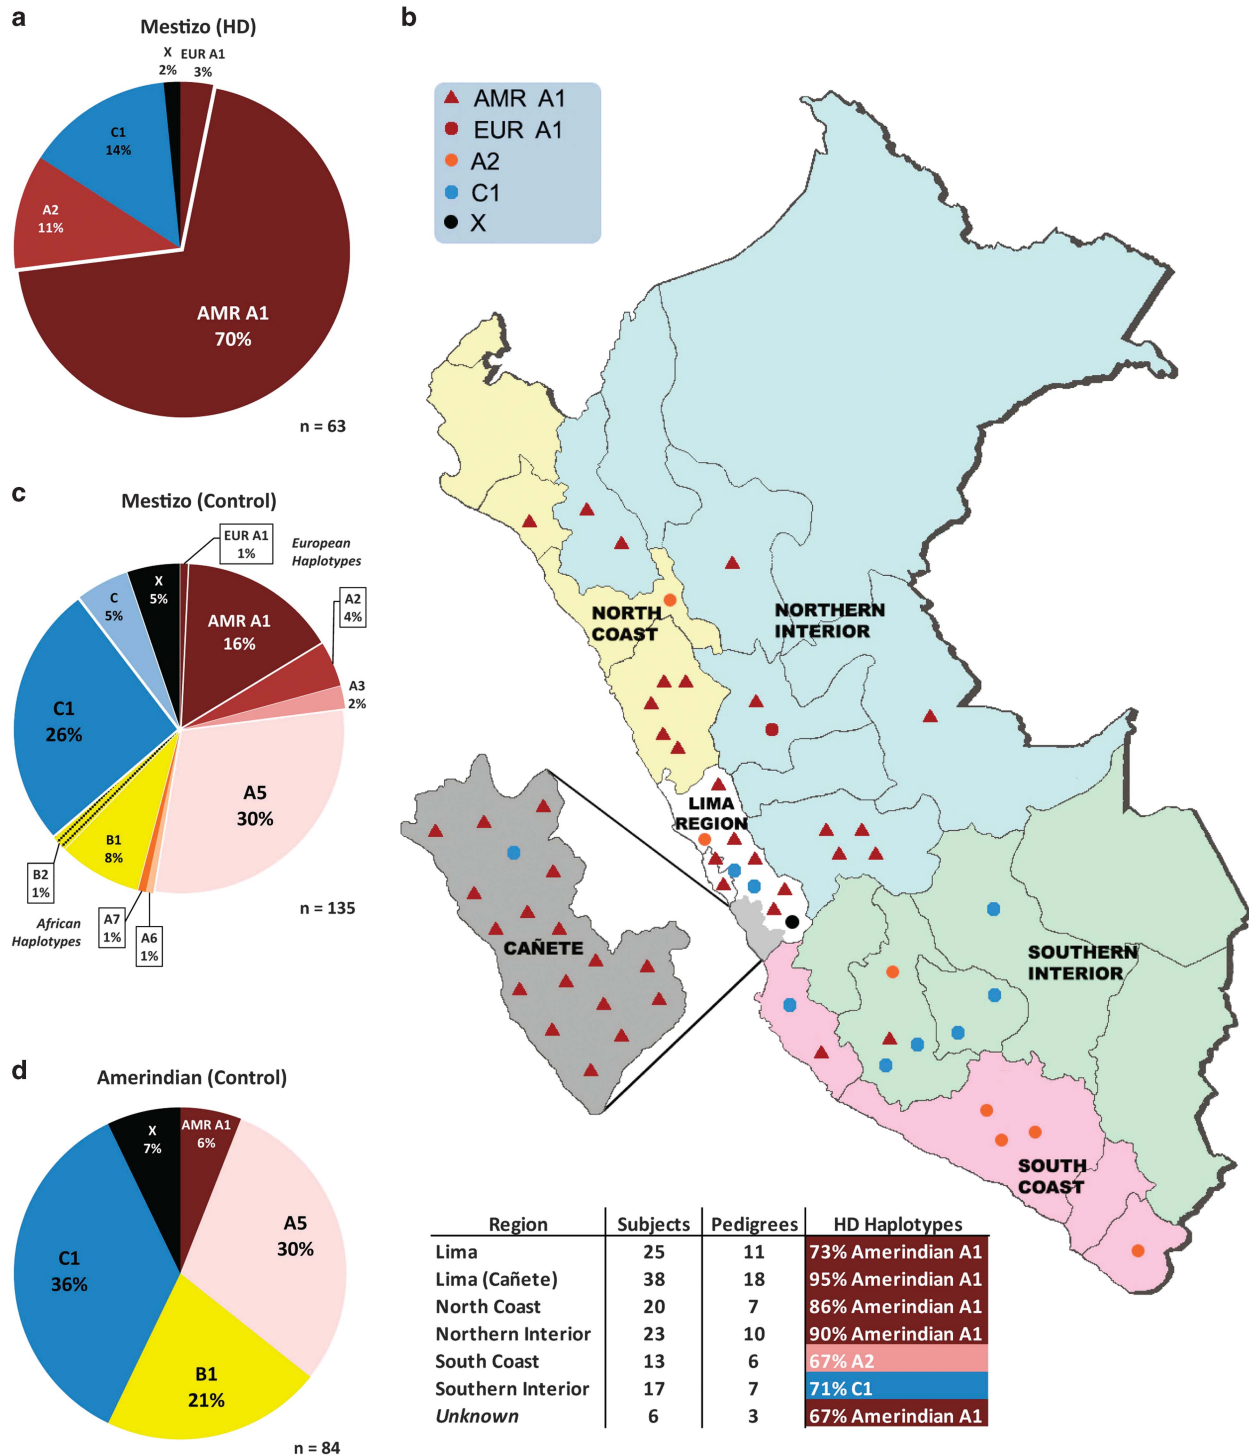 a
Mestizo (HD)
X
2%
EUR A1
3%
C1
14%
A2
11%
AMR A1
70%
n = 63
b
AMR A1
EUR A1
A2
C1
X
NORTH
COAST
NORTHERN
INTERIOR
LIMA
REGION
CAÑETE
SOUTHERN
INTERIOR
SOUTH
COAST
c
Mestizo (Control)
EUR A1
1%
European
Haplotypes
X
5%
C
5%
AMR A1
16%
A2
4%
A3
2%
C1
26%
A5
30%
B1
8%
B2
1%
African
Haplotypes
A7
1%
A6
1%
n = 135
d
Amerindian (Control)
X
7%
AMR A1
6%
A5
30%
C1
36%
B1
21%
n = 84
Region Subjects Pedigrees HD Haplotypes
Lima 25 11 73% Amerindian A1
Lima (Cañete) 38 18 95% Amerindian A1
North Coast 20 7 86% Amerindian A1
Northern Interior 23 10 90% Amerindian A1
South Coast 13 6 67% A2
Southern Interior 17 7 71% C1
Unknown 6 3 67% Amerindian A1